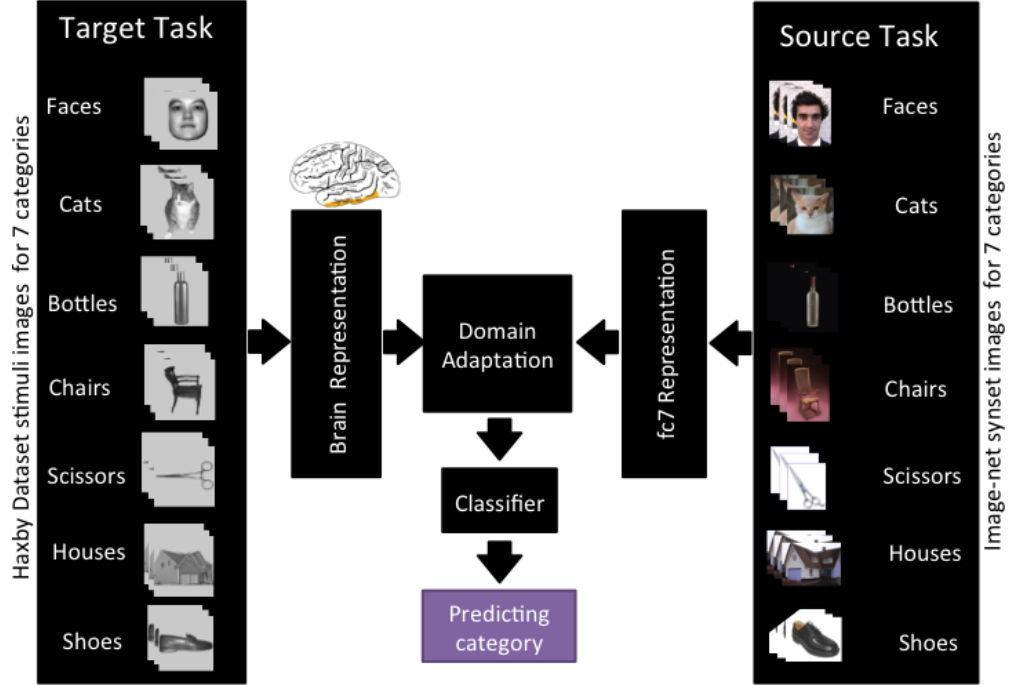 Target Task
Faces
Cats
Bottles
Chairs
Scissors
Houses
Shoes
Haxby Dataset stimuli images for 7 categories
Brain Representation
Domain
Adaptation
Classifier
Predicting
category
fc7 Representation
Source Task
Faces
Cats
Bottles
Chairs
Scissors
Houses
Shoes
Image-net synset images for 7 categories